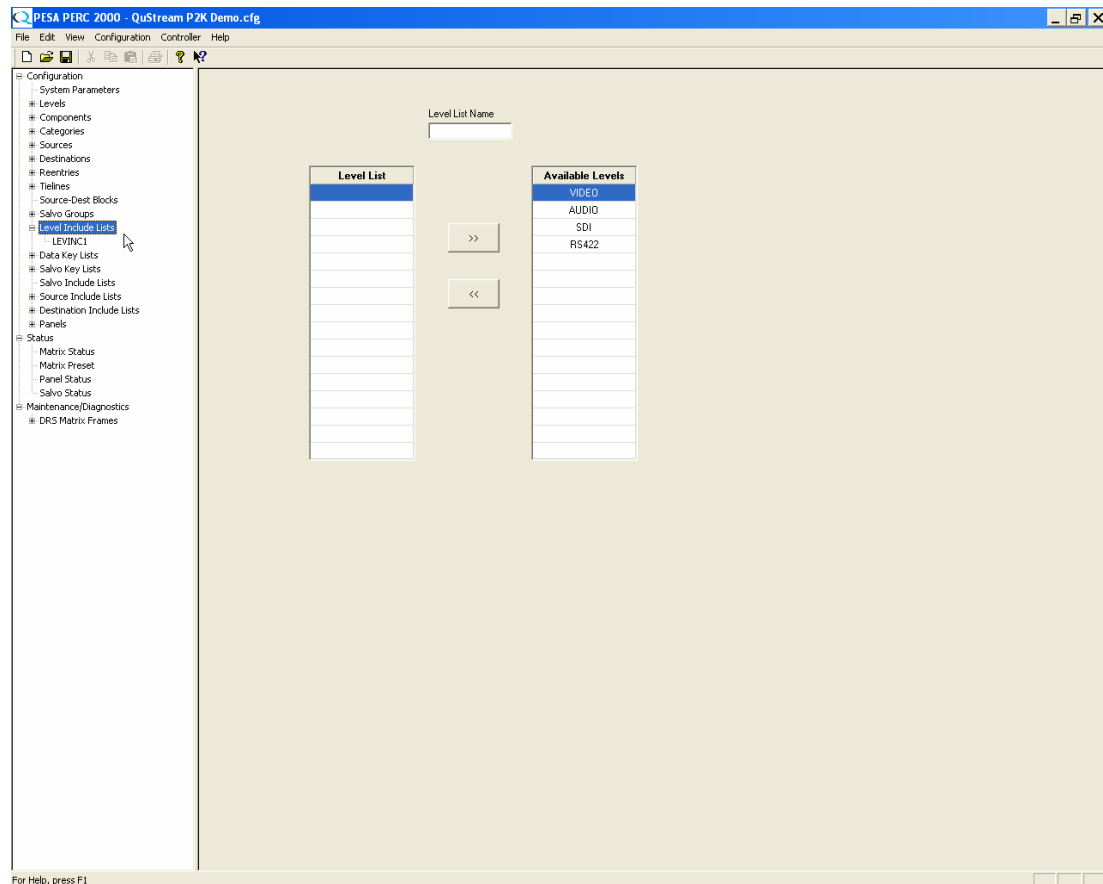 PESA PERC 2000 - QuStream P2K Demo.cfg
File Edit View Configuration Controller Help
Configuration
System Parameters
Levels
Components
Categories
Sources
Destinations
Reentries
Tielines
Source-Dest Blocks
Salvo Groups
Level Include Lists
LEVINC1
Data Key Lists
Salvo Key Lists
Salvo Include Lists
Source Include Lists
Destination Include Lists
Panels
Status
Matrix Status
Matrix Preset
Panel Status
Salvo Status
Maintenance/Diagnostics
DRS Matrix Frames
Level List Name
Level List
>>
<<
Available Levels
VIDEO
AUDIO
SDI
RS422
For Help, press F1